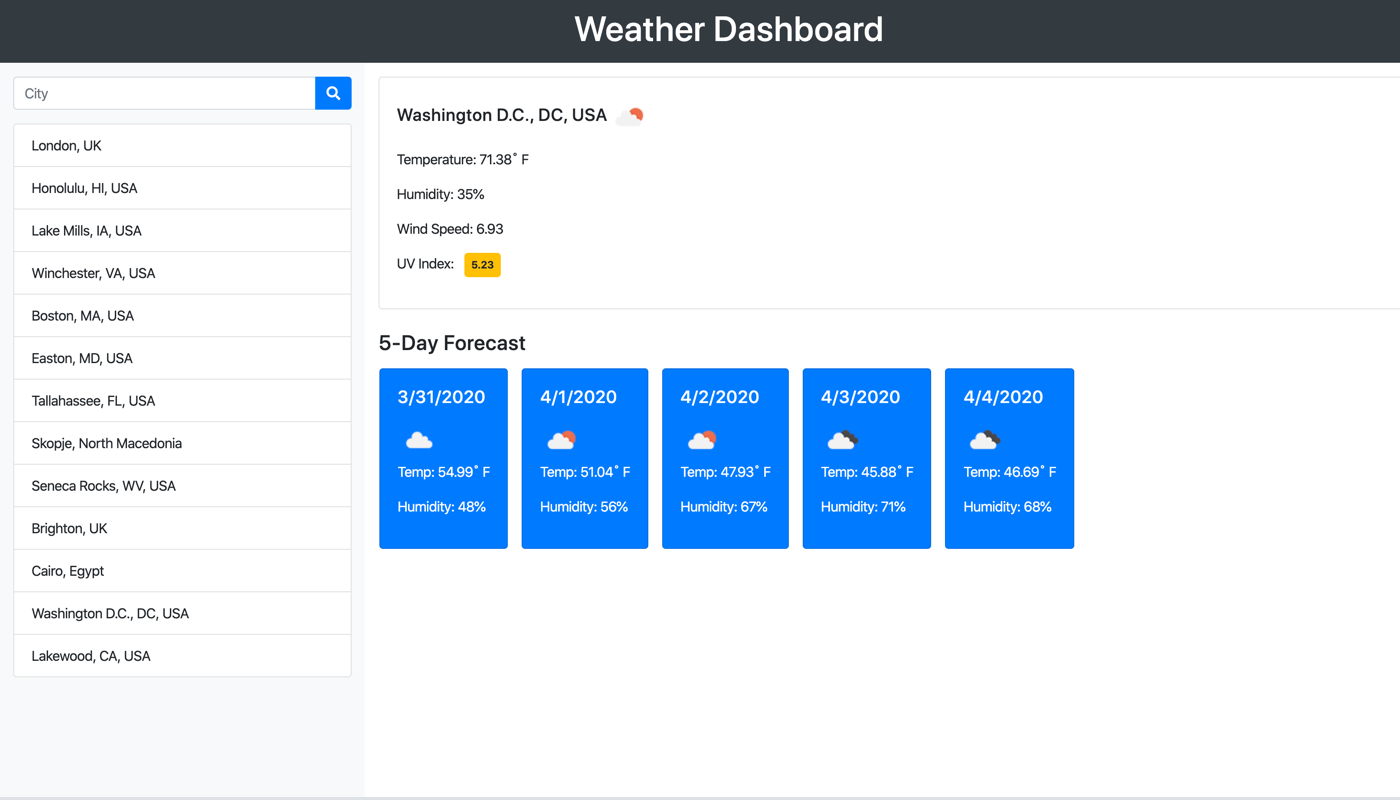 Weather Dashboard
City
London, UK
Honolulu, HI, USA
Lake Mills, IA, USA
Winchester, VA, USA
Boston, MA, USA
Easton, MD, USA
Tallahassee, FL, USA
Skopje, North Macedonia
Seneca Rocks, WV, USA
Brighton, UK
Cairo, Egypt
Washington D.C., DC, USA
Lakewood, CA, USA
Washington D.C., DC, USA
Temperature: 71.38˚ F
Humidity: 35%
Wind Speed: 6.93
UV Index: 5.23
5-Day Forecast
3/31/2020
Temp: 54.99˚ F
Humidity: 48%
4/1/2020
Temp: 51.04˚ F
Humidity: 56%
4/2/2020
Temp: 47.93˚ F
Humidity: 67%
4/3/2020
Temp: 45.88˚ F
Humidity: 71%
4/4/2020
Temp: 46.69˚ F
Humidity: 68%